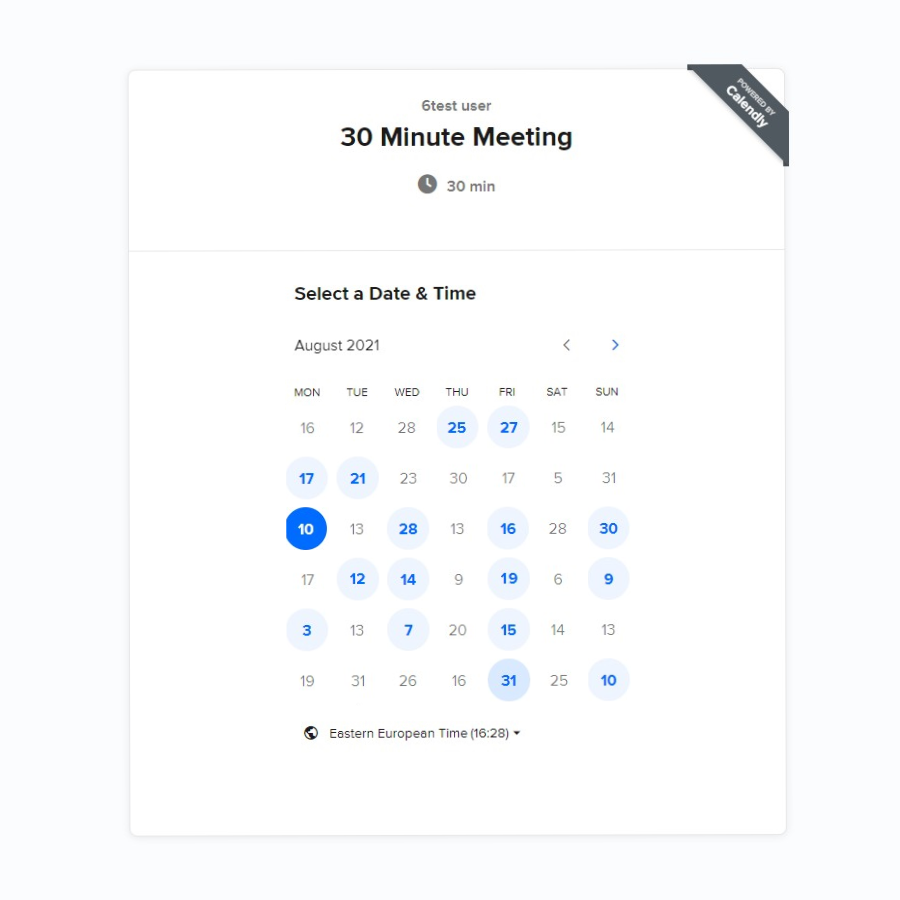 POWERED BY
Calendly
6test user
30 Minute Meeting
30 min
Select a Date & Time
August 2021
MON TUE WED THU FRI SAT SUN
16 12 28 25 27 15 14
17 21 23 30 17 5 31
10 13 28 13 16 28 30
17 12 14 9 19 6 9
3 13 7 20 15 14 13
19 31 26 16 31 25 10
Eastern European Time (16:28)